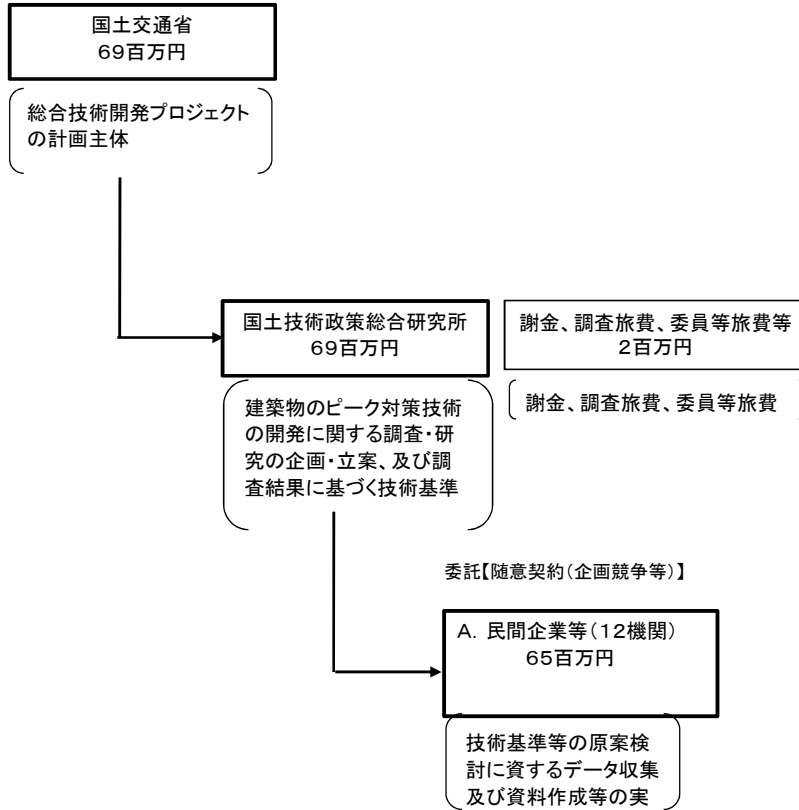 国土交通省
69百万円
総合技術開発プロジェクト
の計画主体
国土技術政策総合研究所
69百万円
謝金、調査旅費、委員等旅費等
2百万円
建築物のピーク対策技術
の開発に関する調査・研
究の企画・立案、及び調
査結果に基づく技術基準
謝金、調査旅費、委員等旅費
委託【随意契約(企画競争等)】
A. 民間企業等(12機関)
65百万円
技術基準等の原案検
討に資するデータ収集
及び資料作成等の実